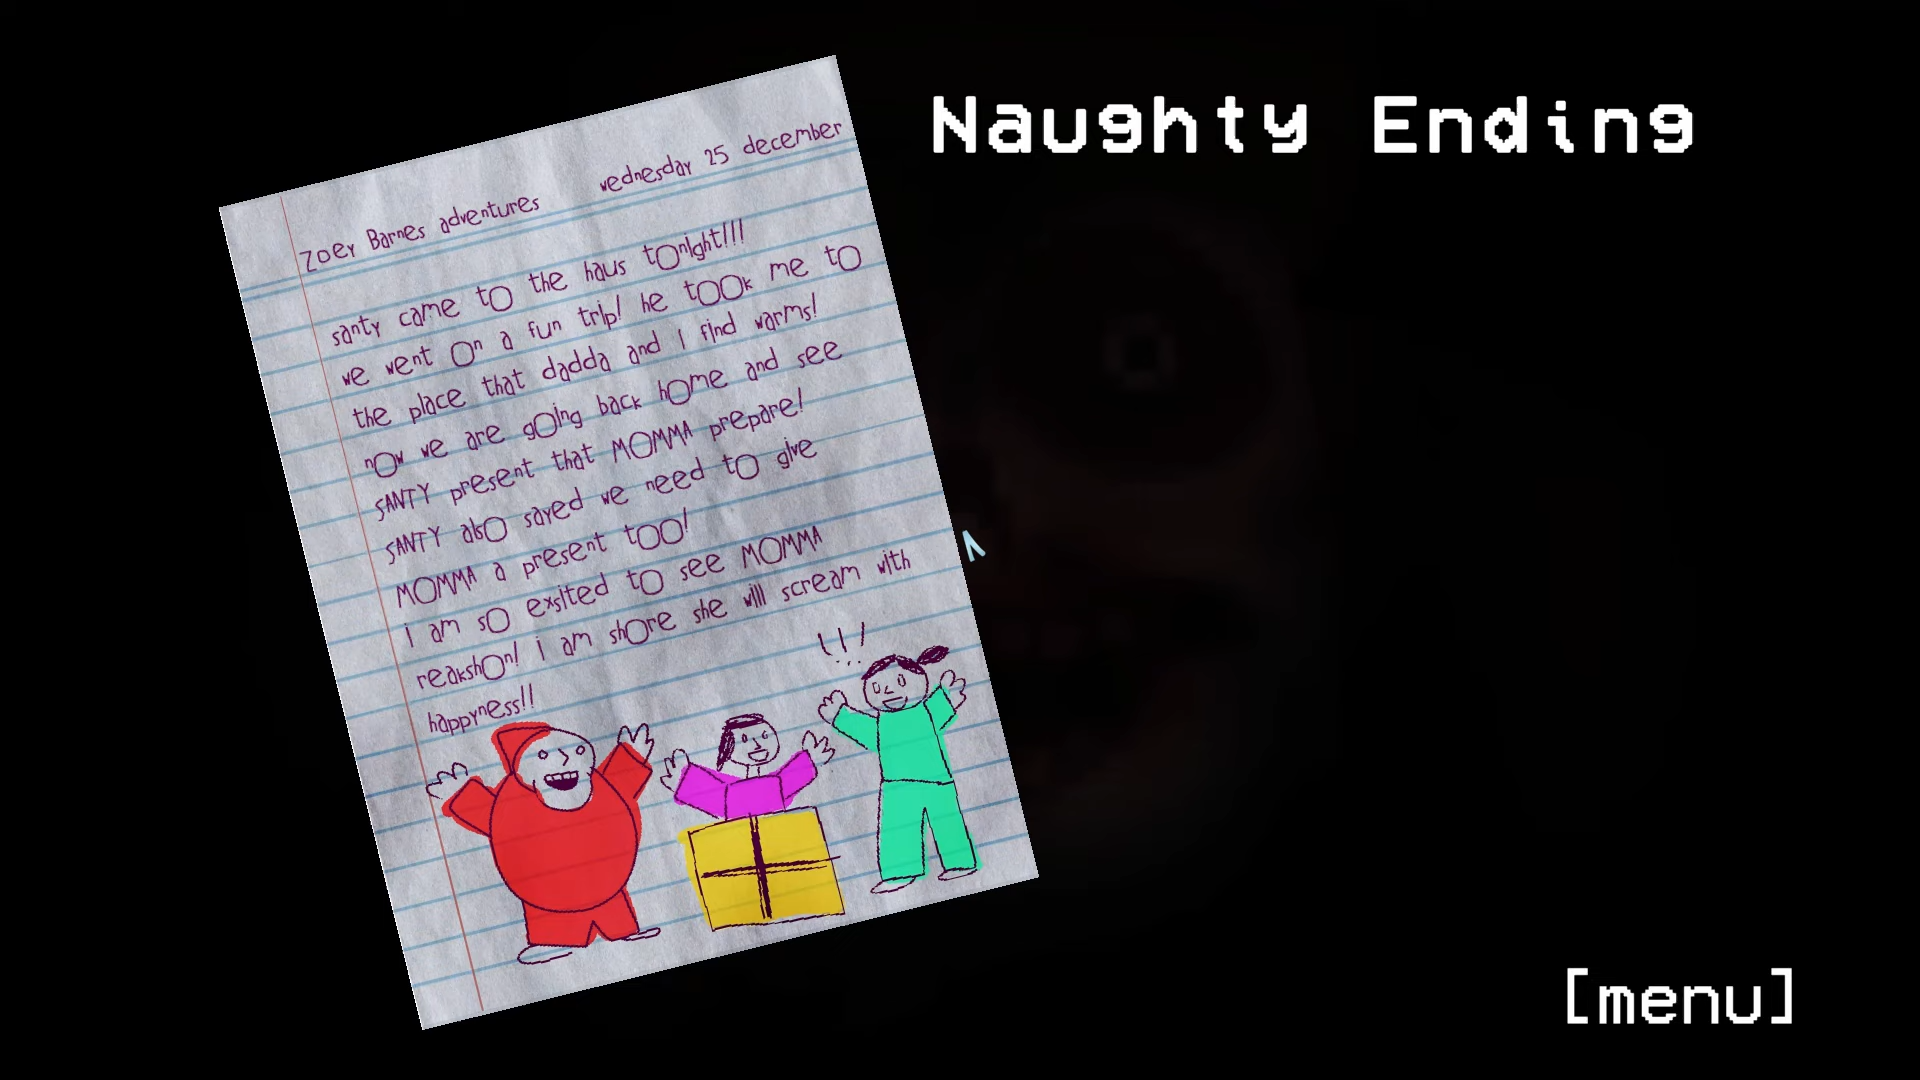 Naughty Ending
Zoey Barnes adventures wednesday 25 december
santy came to the haus tonight!!!
we went on a fun trip! he took me to
the place that dadda and I find warms!
now we are going back home and see
SANTY present that MOMMA prepare!
SANTY also sayed we need to give
MOMMA a present too!
i am so exsited to see MOMMA
reakshon! i am shore she will scream with
happyness!!
!!!
[menu]